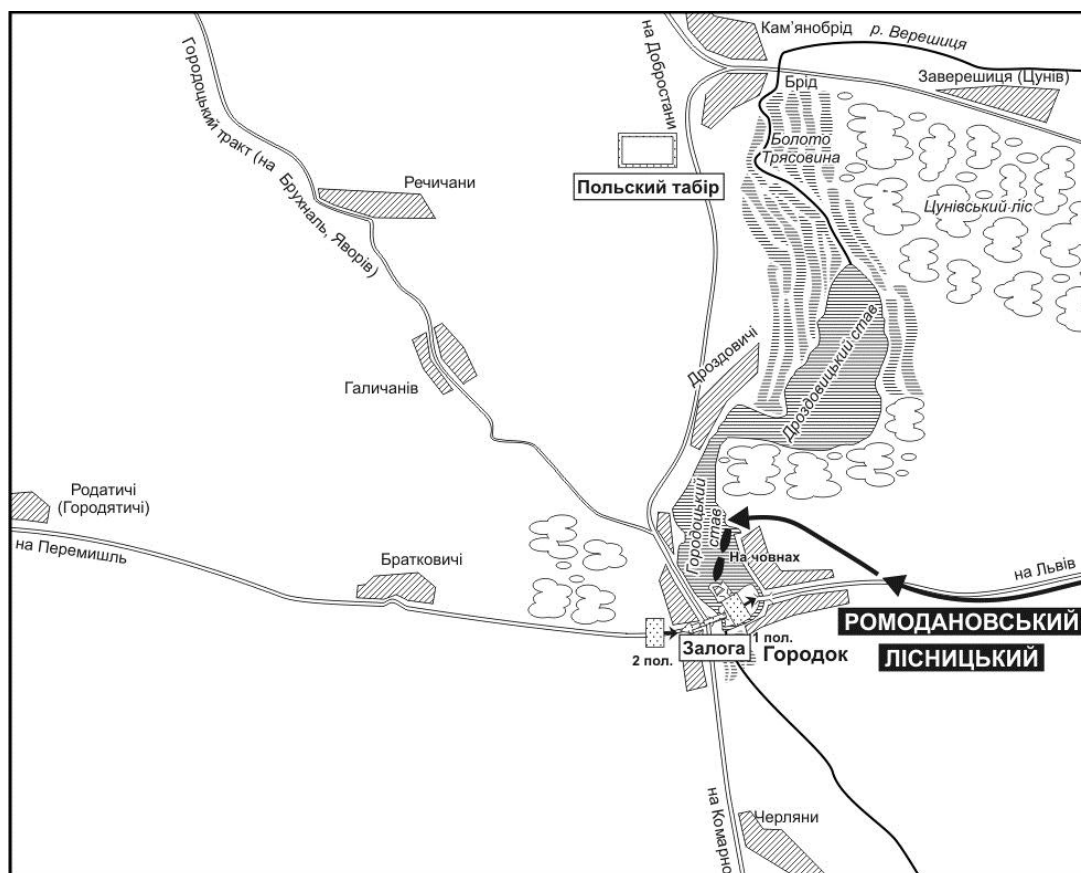 Кам’янобрід
р. Верешиця
на Добростани
Заверешиця (Цунів)
Брід
Болото
Трясовина
Городоцький тракт (на Брухналь, Яворів)
Польский табір
Речичани
Цунівський ліс
Дроздовицький став
Дроздовичі
Галичанів
Родатичі
(Городятичі)
на Перемишль
Братковичі
Городоцький
став
На човнах
на Львів
РОМОДАНОВСЬКИЙ
ЛІСНИЦЬКИЙ
1 пол.
Залога
Городок
2 пол.
на Комарно
Черляни